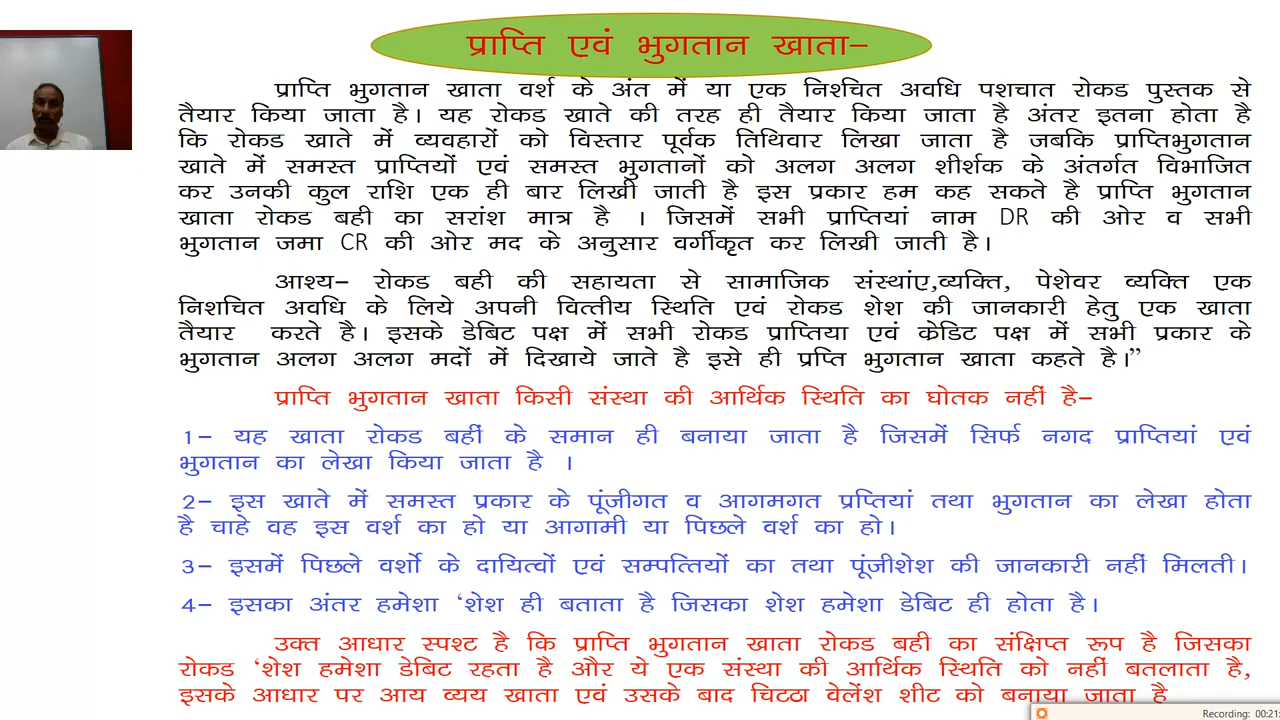 प्राप्ति एवं भुगतान खाता–
प्राप्ति भुगतान खाता वर्श के अंत में या एक निशचित अवधि पशचात रोकड पुस्तक से
तैयार किया जाता है। यह रोकड खाते की तरह ही तैयार किया जाता है अंतर इतना होता है
कि रोकड खाते में व्यवहारों को विस्तार पूर्वक तिथिवार लिखा जाता है जबकि प्राप्तिभुगतान
खाते में समस्त प्राप्तियों एवं समस्त भुगतानों को अलग अलग शीर्शक के अंतर्गत विभाजित
कर उनकी कुल राशि एक ही बार लिखी जाती है इस प्रकार हम कह सकते है प्राप्ति भुगतान
खाता रोकड बही का सरांश मात्र है । जिसमें सभी प्राप्तियां नाम DR की ओर व सभी
भुगतान जमा CR की ओर मद के अनुसार वर्गीकृत कर लिखी जाती है।
आश्य– रोकड बही की सहायता से सामाजिक संस्थांए,व्यक्ति, पेशेवर व्यक्ति एक
निशचित अवधि के लिये अपनी वित्तीय स्थिति एवं रोकड शेश की जानकारी हेतु एक खाता
तैयार करते है। इसके डेबिट पक्ष में सभी रोकड प्राप्तिया एवं क्रेडिट पक्ष में सभी प्रकार के
भुगतान अलग अलग मदों में दिखाये जाते है इसे ही प्रप्ति भुगतान खाता कहते है।”
प्राप्ति भुगतान खाता किसी संस्था की आर्थिक स्थिति का घोतक नहीं है–
1– यह खाता रोकड बहीं के समान ही बनाया जाता है जिसमें सिर्फ नगद प्राप्तियां एवं
भुगतान का लेखा किया जाता है ।
2– इस खाते में समस्त प्रकार के पूंजीगत व आगमगत प्रप्तियां तथा भुगतान का लेखा होता
है चाहे वह इस वर्श का हो या आगामी या पिछले वर्श का हो।
3– इसमें पिछले वर्शो के दायित्वों एवं सम्पत्तियों का तथा पूंजीशेश की जानकारी नहीं मिलती।
4– इसका अंतर हमेशा ‘शेश ही बताता है जिसका शेश हमेशा डेबिट ही होता है।
उक्त आधार स्पश्ट है कि प्राप्ति भुगतान खाता रोकड बही का संक्षिप्त रूप है जिसका
रोकड ‘शेश हमेशा डेबिट रहता है और ये एक संस्था की आर्थिक स्थिति को नहीं बतलाता है,
इसके आधार पर आय व्यय खाता एवं उसके बाद चिटठा वेलेंश शीट को बनाया जाता है
Recording: 00:21: